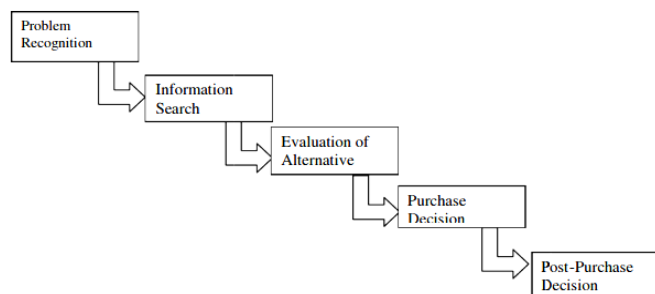 Problem
Recognition
Information
Search
Evaluation of
Alternative
Purchase
Decision
Post-Purchase
Decision